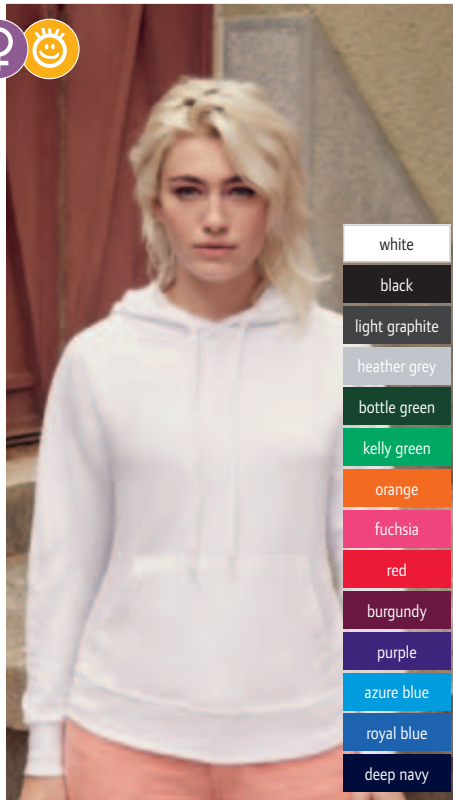 white
black
light graphite
heather grey
bottle green
kelly green
orange
fuchsia
red
burgundy
purple
azure blue
royal blue
deep navy